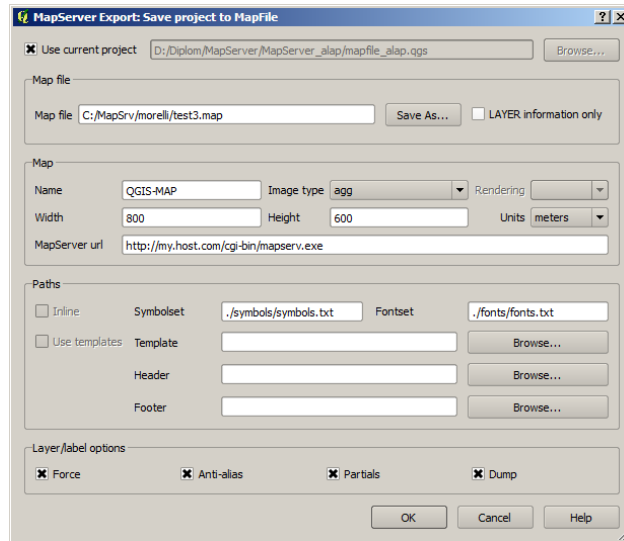 MapServer Export: Save project to MapFile
Use current project D:/Diplom/MapServer/MapServer_alap/mapfile_alap.qgs Browse...
Map file
Map file C:/MapSrv/morelli/test3.map Save As... LAYER information only
Map
Name QGIS-MAP Image type agg Rendering
Width 800 Height 600 Units meters
MapServer url http://my.host.com/cgi-bin/mapserv.exe
Paths
Inline Symbolset ./symbols/symbols.txt Fontset ./fonts/fonts.txt
Use templates Template Browse...
Header Browse...
Footer Browse...
Layer/label options
Force Anti-alias Partials Dump
OK Cancel Help